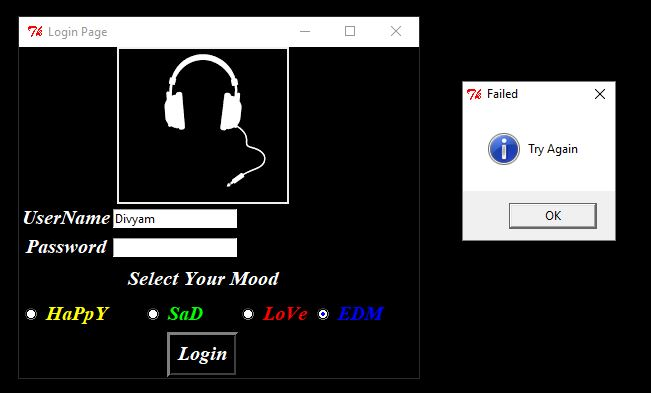 Login Page
UserName Divyam
Password
Select Your Mood
HaPpY SaD LoVe EDM
Login
Failed
Try Again
OK